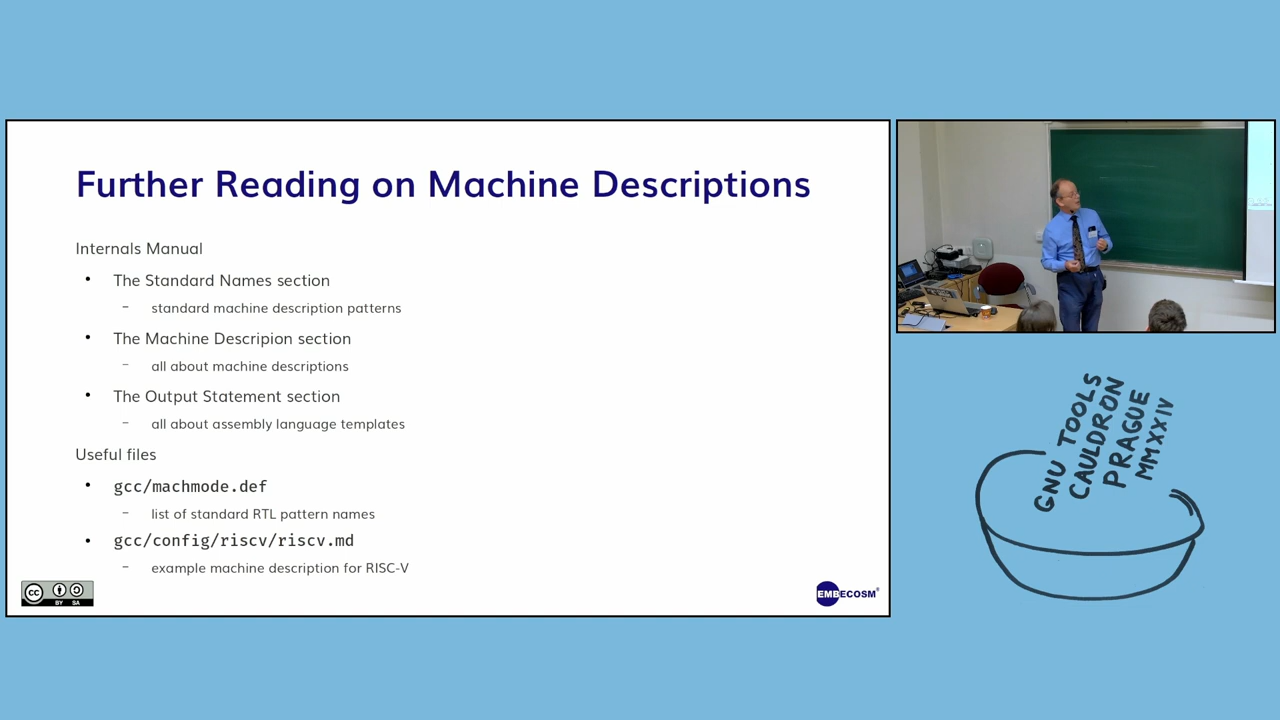 Further Reading on Machine Descriptions
Internals Manual
• The Standard Names section
– standard machine description patterns
• The Machine Descripion section
– all about machine descriptions
• The Output Statement section
– all about assembly language templates
Useful files
• gcc/machmode.def
– list of standard RTL pattern names
• gcc/config/riscv/riscv.md
– example machine description for RISC-V
cc BY SA
EMBECOSM®
GNU TOOLS
CAULDRON
PRAGUE
MMXXIV